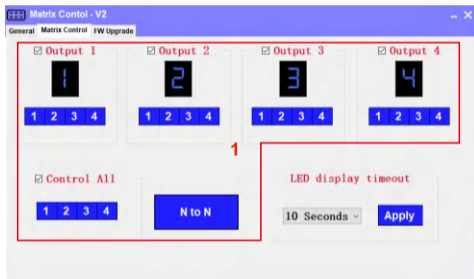 Matrix Contol - V2
General Matrix Control FW Upgrade
Output 1 Output 2 Output 3 Output 4
1 2 3 4
1 2 3 4 1 2 3 4 1 2 3 4 1 2 3 4
1
Control All LED display timeout
1 2 3 4 N to N 10 Seconds Apply